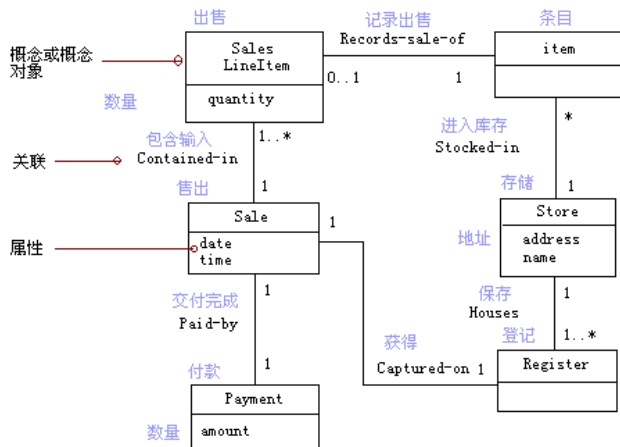 出售
记录出售
条目
Sales
LineItem
Records-sale-of
item
概念或概念
对象
0..1
1
数量
quantity
*
包含输入
1..*
进入库存
关联
Contained-in
Stocked-in
售出
1
存储
1
Sale
1
Store
属性
date
time
地址
address
name
交付完成
1
保存
1
Paid-by
Houses
获得
登记
1..*
付款
1
Captured-on
1
Register
Payment
数量
amount